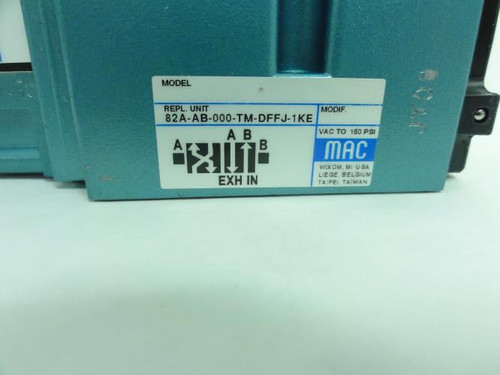 MODEL
REPL. UNIT
MODIF.
82A-AB-000-TM-DFFJ-1KE
VAC TO 150 PSI
A B
A B
EXH IN
MAC
WIXOM, MI-USA
LIEGE, BELGIUM
TAIPEI, TAIWAN